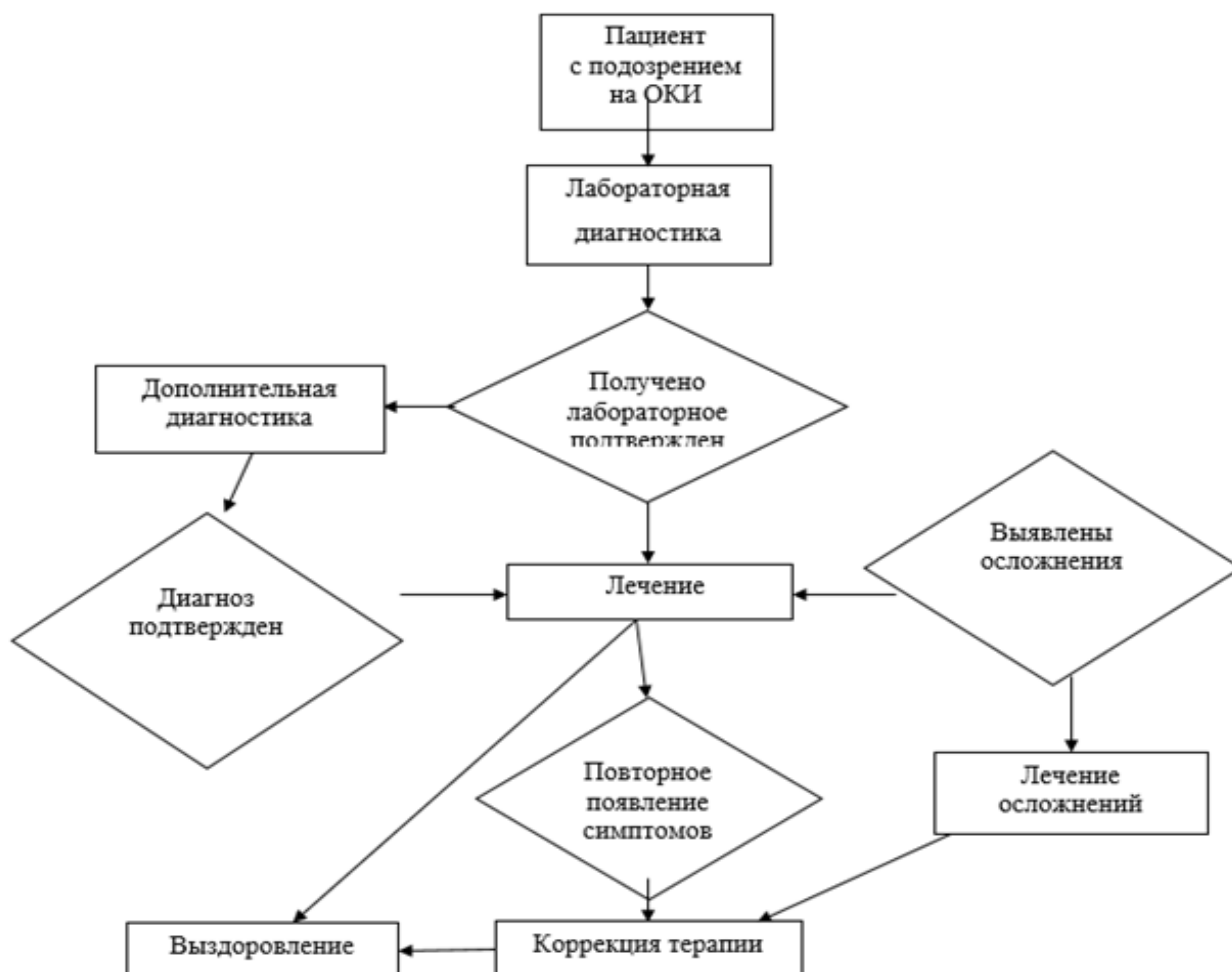 Пациент
с подозрением
на ОКИ
Лабораторная
диагностика
Получено
лабораторное
подтвержден
Дополнительная
диагностика
Выявлены
осложнения
Диагноз
подтвержден
Лечение
Повторное
появление
симптомов
Лечение
осложнений
Выздоровление
Коррекция терапии